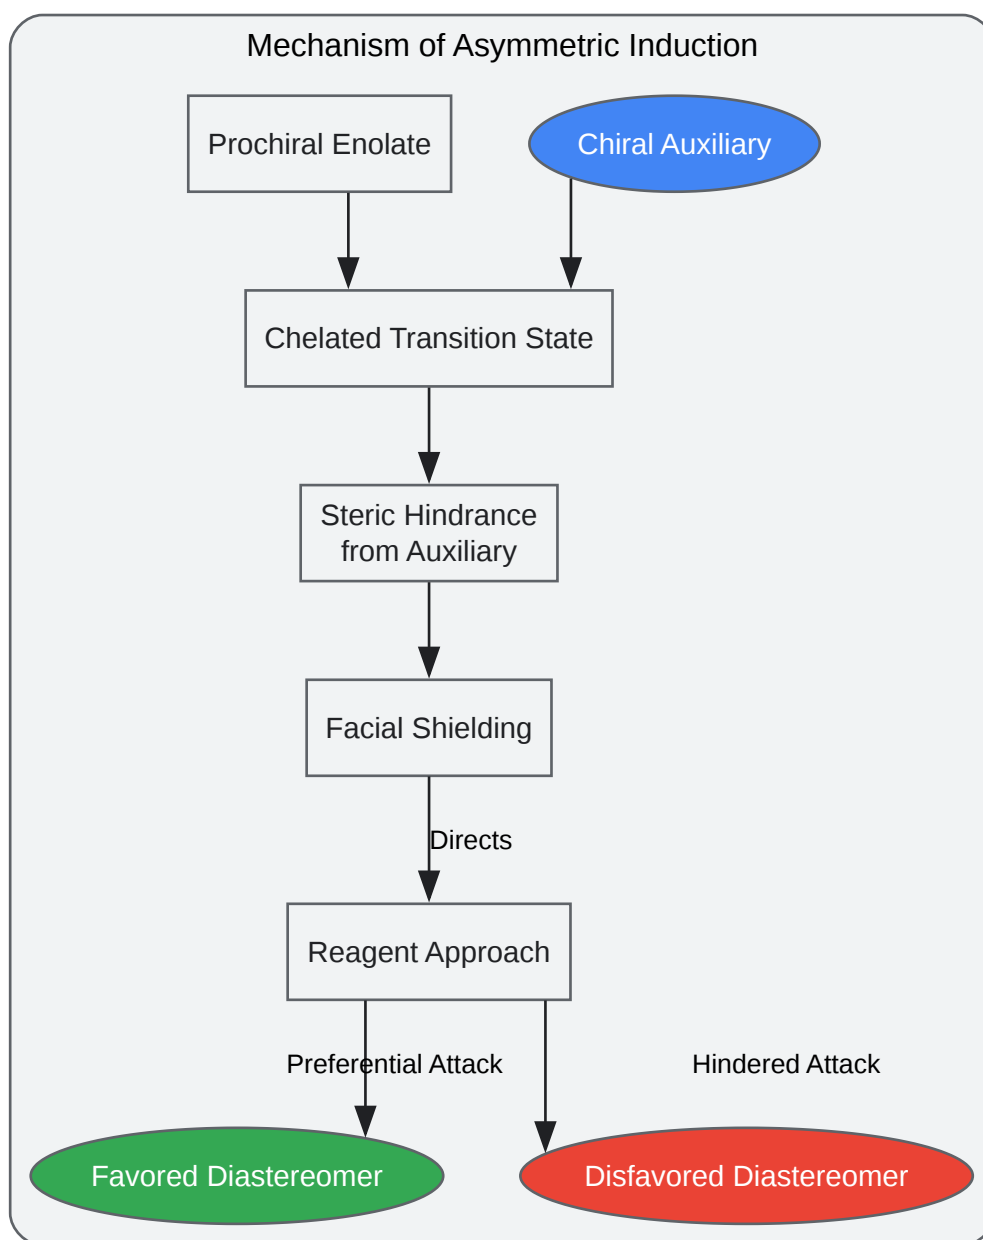 Mechanism of Asymmetric Induction
Prochiral Enolate
Chiral Auxiliary
Chelated Transition State
Steric Hindrance
from Auxiliary
Facial Shielding
Directs
Reagent Approach
Preferential Attack
Hindered Attack
Favored Diastereomer
Disfavored Diastereomer